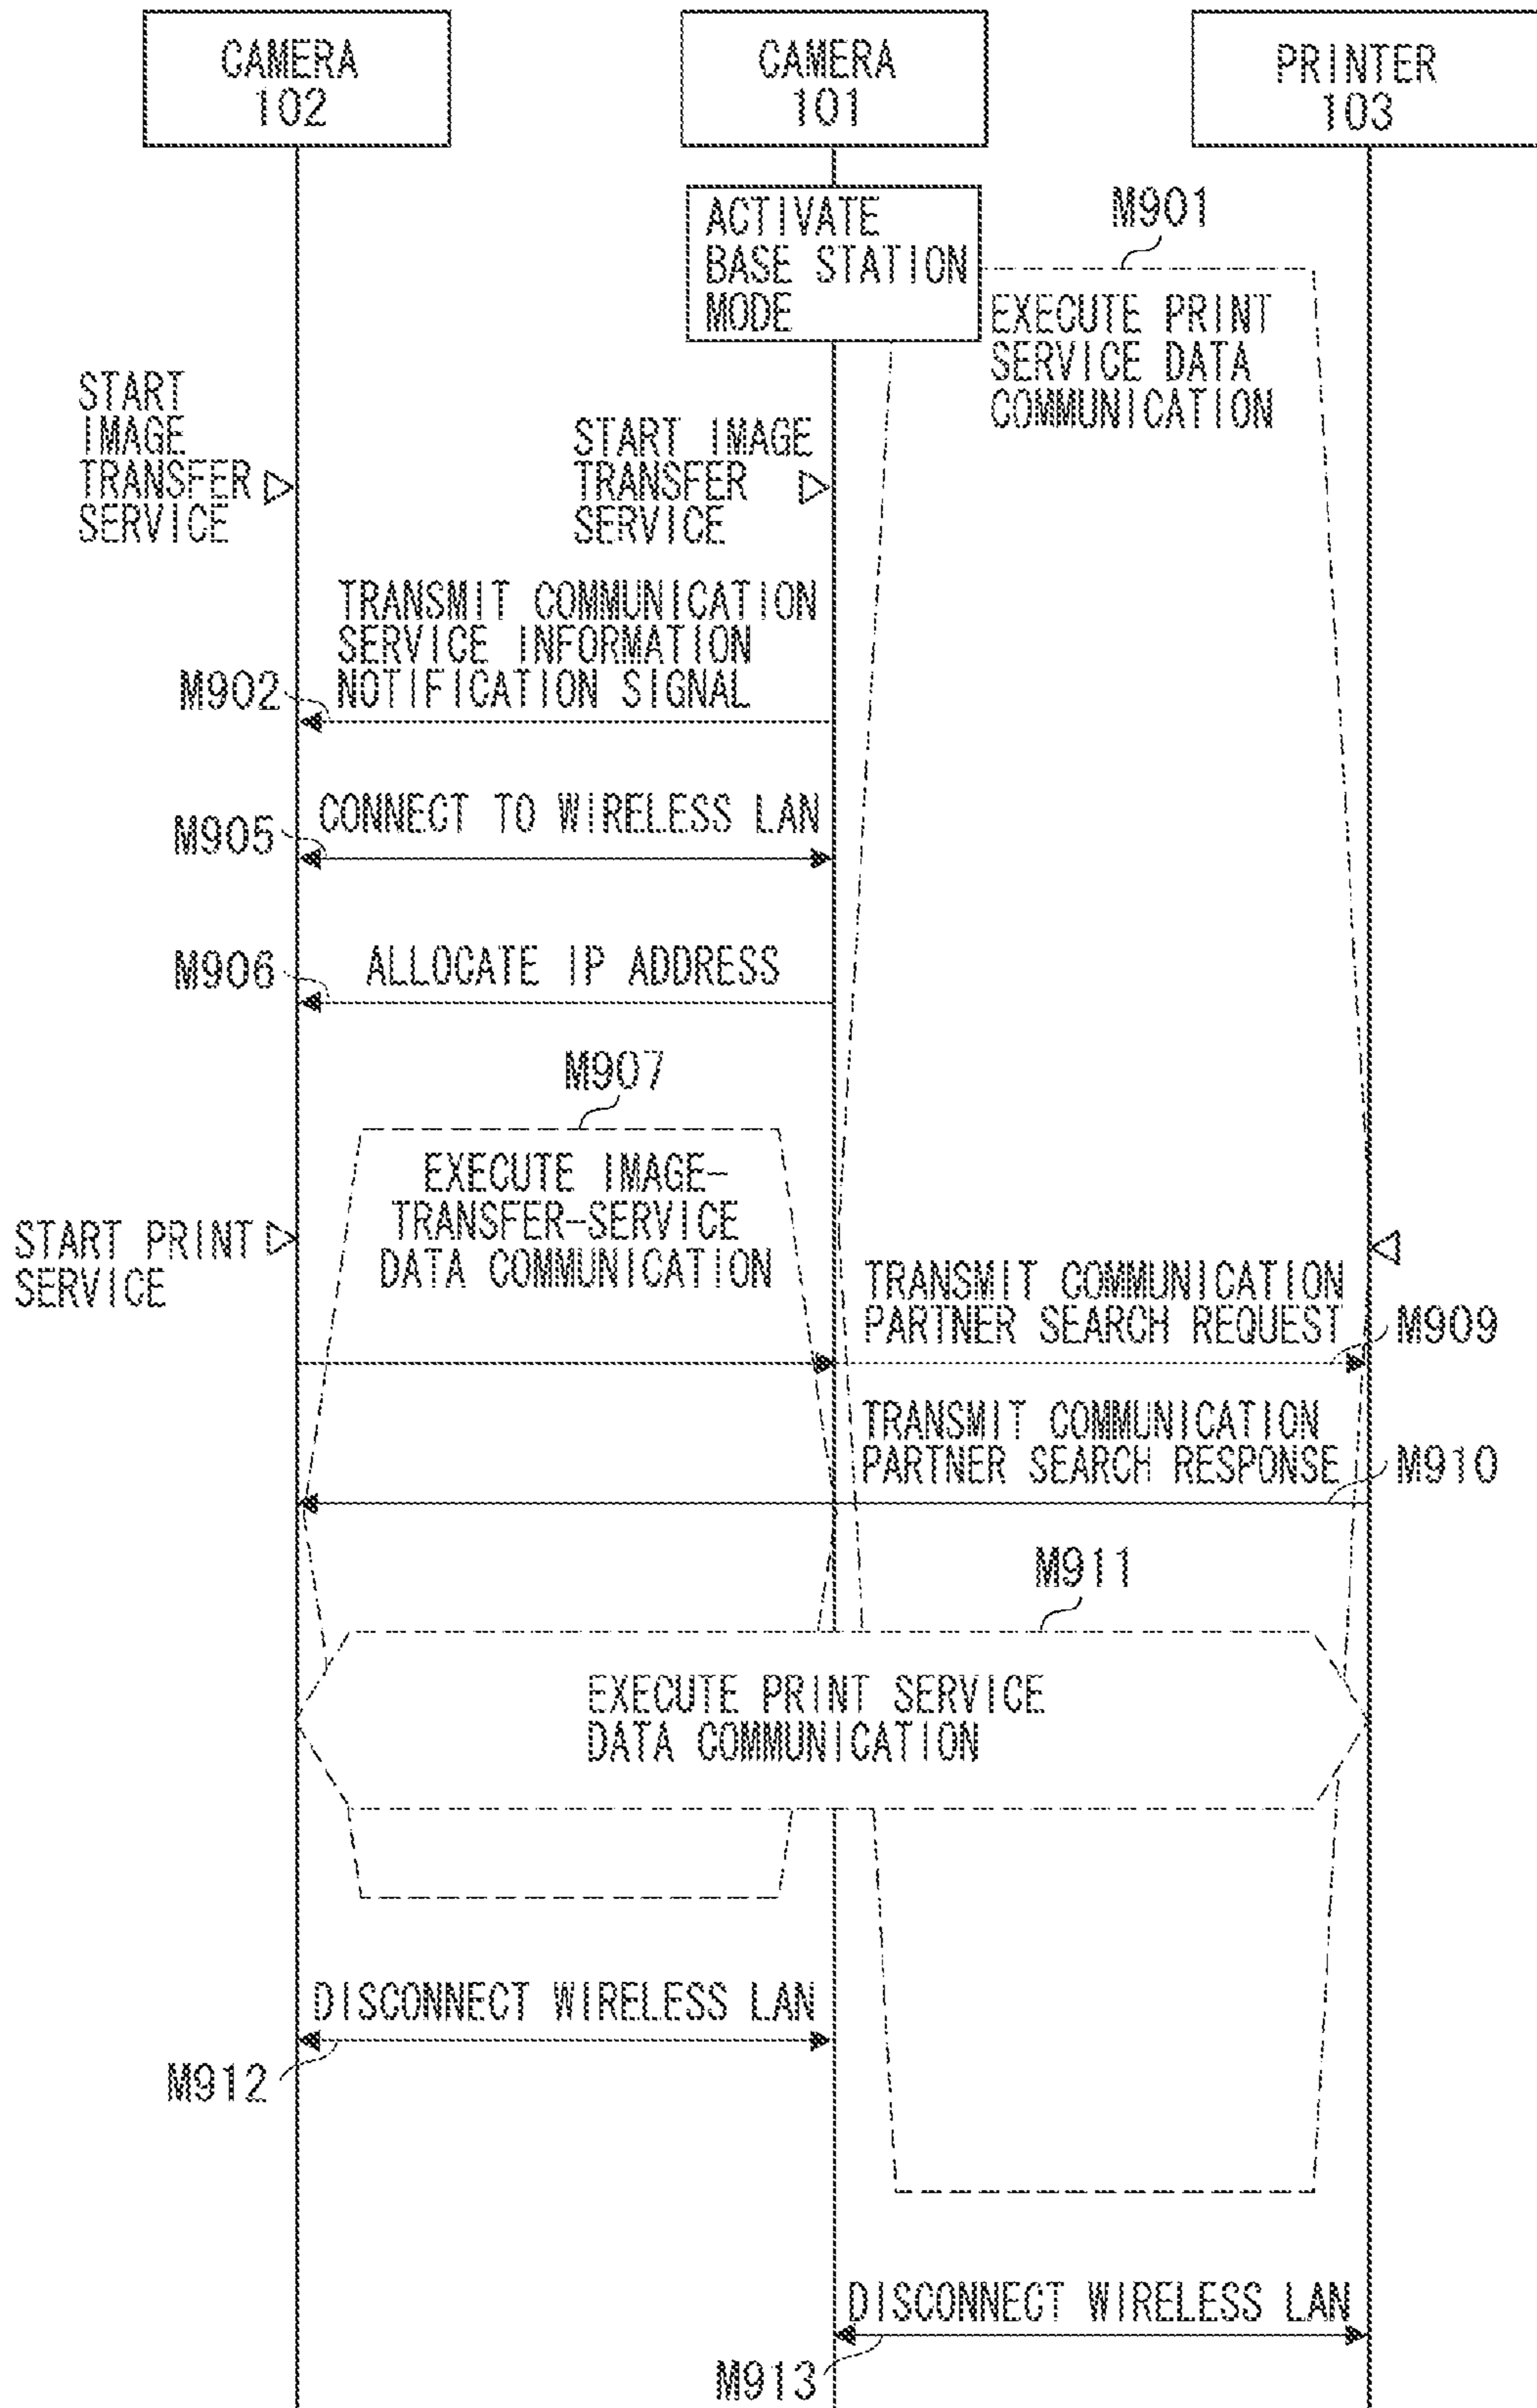 CAMERA
102
CAMERA
101
PRINTER
103
ACTIVATE
BASE STATION
MODE
M901
EXECUTE PRINT
SERVICE DATA
COMMUNICATION
START
IMAGE
TRANSFER
SERVICE
START IMAGE
TRANSFER
SERVICE
TRANSMIT COMMUNICATION
SERVICE INFORMATION
NOTIFICATION SIGNAL
M902
CONNECT TO WIRELESS LAN
M905
ALLOCATE IP ADDRESS
M906
M907
EXECUTE IMAGE-
TRANSFER-SERVICE
DATA COMMUNICATION
START PRINT
SERVICE
TRANSMIT COMMUNICATION
PARTNER SEARCH REQUEST
M909
TRANSMIT COMMUNICATION
PARTNER SEARCH RESPONSE
M910
M911
EXECUTE PRINT SERVICE
DATA COMMUNICATION
DISCONNECT WIRELESS LAN
M912
DISCONNECT WIRELESS LAN
M913